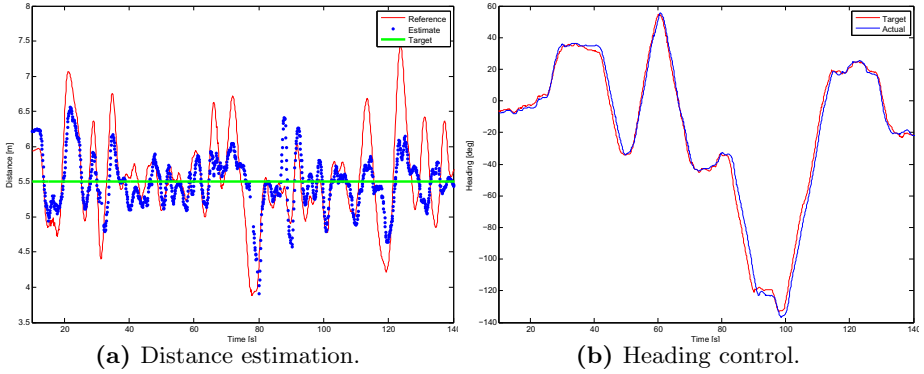 8
7.5
7
6.5
6
5.5
5
4.5
4
3.5
Distance [m]
20 40 60 80 100 120 140
Time [s]
Reference
Estimate
Target
(a) Distance estimation.
60
40
20
0
-20
-40
-60
-80
-100
-120
-140
Heading [deg]
20 40 60 80 100 120 140
Time [s]
Target
Actual
(b) Heading control.